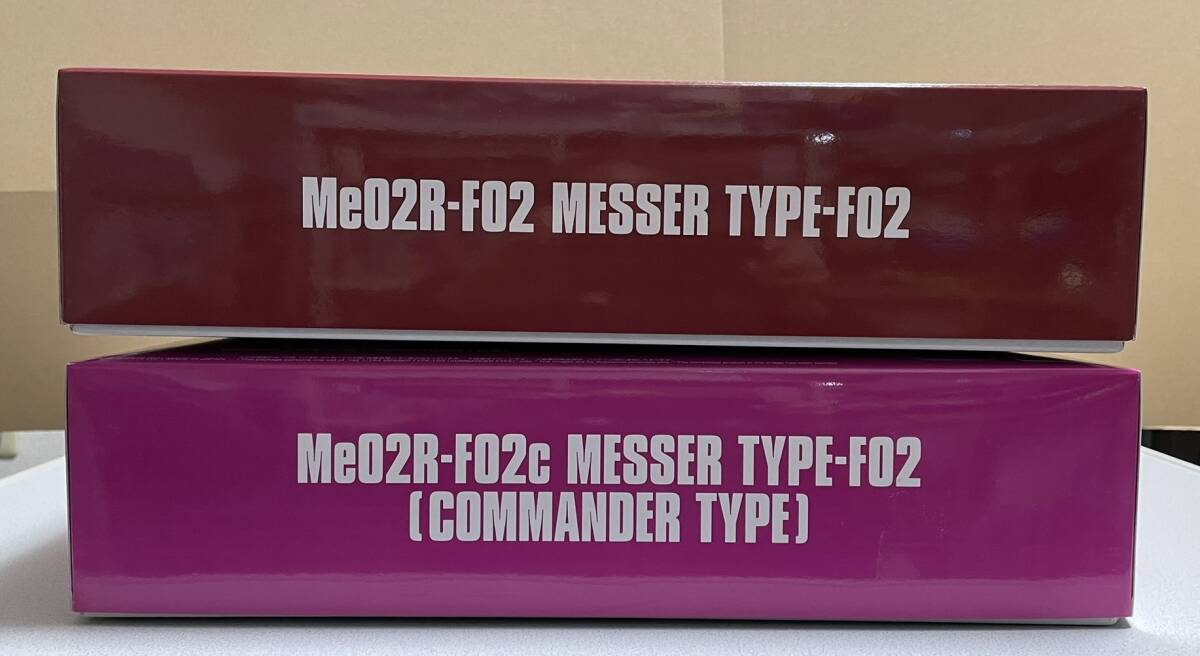 Me02R-F02 MESSER TYPE-F02
Me02R-F02c MESSER TYPE-F02
[COMMANDER TYPE]